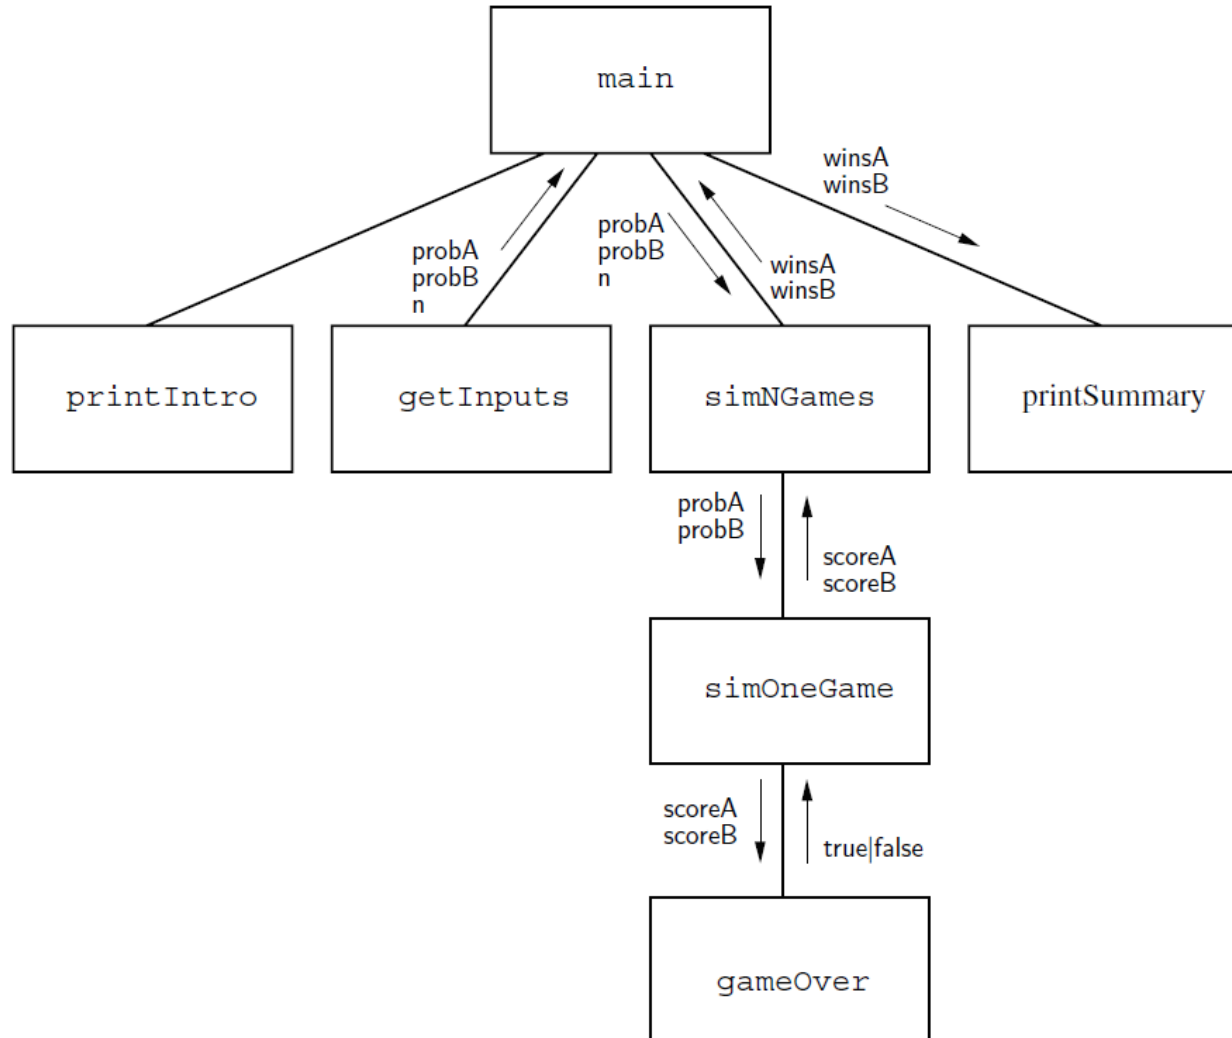 main
winsA
winsB
probA
probB
n
probA
probB
n
winsA
winsB
printIntro
getInputs
simNGames
printSummary
probA
probB
scoreA
scoreB
simOneGame
scoreA
scoreB
true|false
gameOver